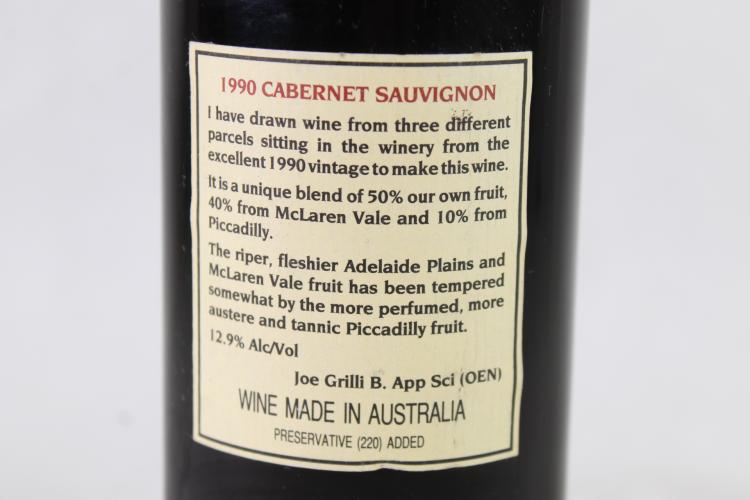 1990 CABERNET SAUVIGNON
I have drawn wine from three different
parcels sitting in the winery from the
excellent 1990 vintage to make this wine.
It is a unique blend of 50% our own fruit,
40% from McLaren Vale and 10% from
Piccadilly.
The riper, fleshier Adelaide Plains and
McLaren Vale fruit has been tempered
somewhat by the more perfumed, more
austere and tannic Piccadilly fruit.
12.9% Alc/Vol
Joe Grilli B. App Sci (OEN)
WINE MADE IN AUSTRALIA
PRESERVATIVE (220) ADDED